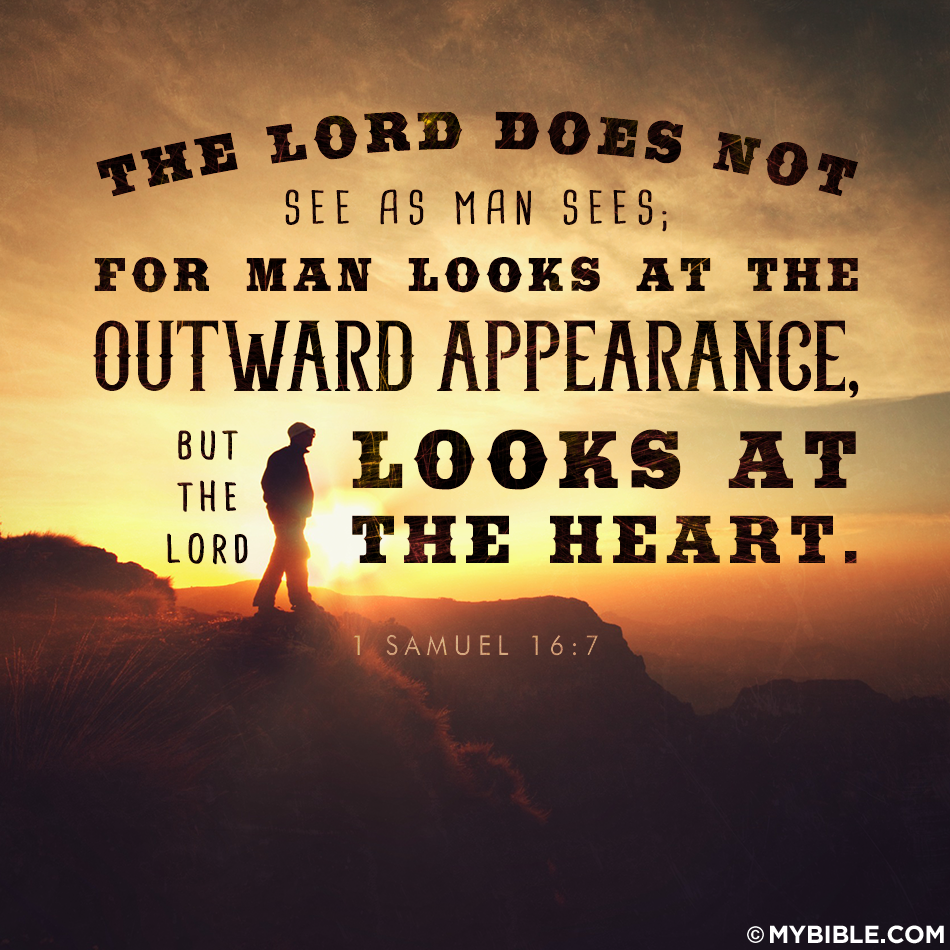 THE LORD DOES NOT
SEE AS MAN SEES;
FOR MAN LOOKS AT THE
OUTWARD APPEARANCE,
BUT
THE
LORD
LOOKS AT
THE HEART.
1 SAMUEL 16:7
© MYBIBLE.COM